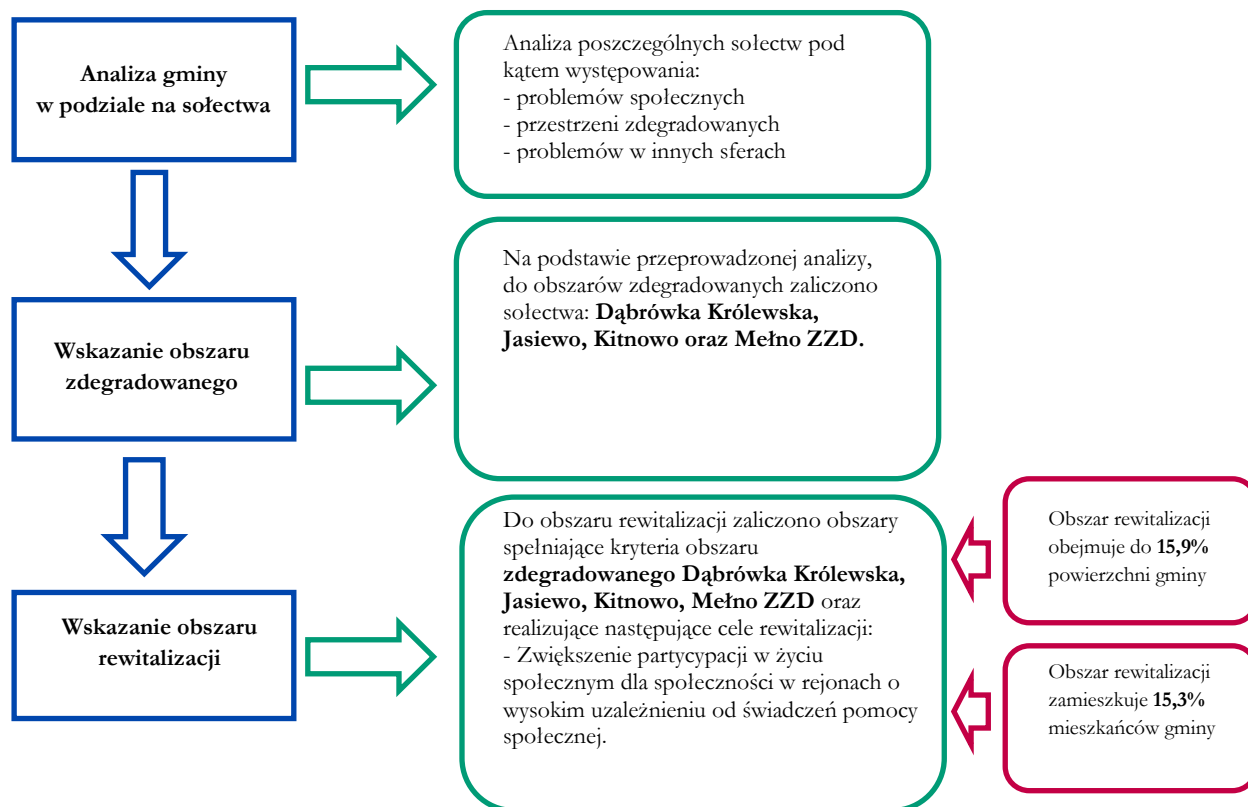 Analiza gminy
w podziale na sołectwa
Analiza poszczególnych sołectw pod
kątem występowania:
- problemów społecznych
- przestrzeni zdegradowanych
- problemów w innych sferach
Wskazanie obszaru
zdegradowanego
Na podstawie przeprowadzonej analizy,
do obszarów zdegradowanych zaliczono
sołectwa: Dąbrówka Królewska,
Jasiewo, Kitnowo oraz Mełno ZZD.
Wskazanie obszaru
rewitalizacji
Do obszaru rewitalizacji zaliczono obszary
spełniające kryteria obszaru
zdegradowanego Dąbrówka Królewska,
Jasiewo, Kitnowo, Mełno ZZD oraz
realizujące następujące cele rewitalizacji:
- Zwiększenie partycypacji w życiu
społecznym dla społeczności w rejonach o
wysokim uzależnieniu od świadczeń pomocy
społecznej.
Obszar rewitalizacji
obejmuje do 15,9%
powierzchni gminy
Obszar rewitalizacji
zamieszkuje 15,3%
mieszkańców gminy